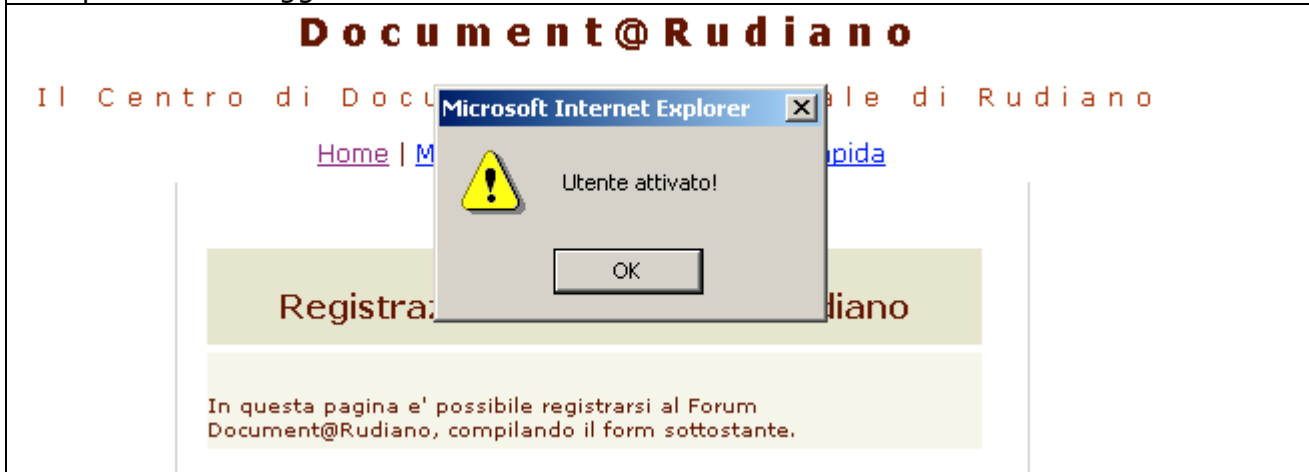 Document@Rudiano
Il Centro di Docu ale di Rudiano
Microsoft Internet Explorer
Home | M pida
Utente attivato!
OK
Registraz diano
In questa pagina e' possibile registrarsi al Forum
Document@Rudiano, compilando il form sottostante.